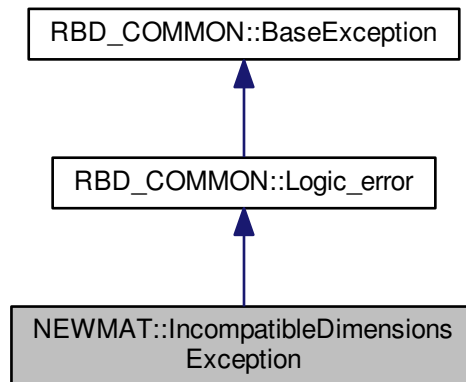 RBD_COMMON::BaseException
RBD_COMMON::Logic_error
NEWMAT::IncompatibleDimensions
Exception